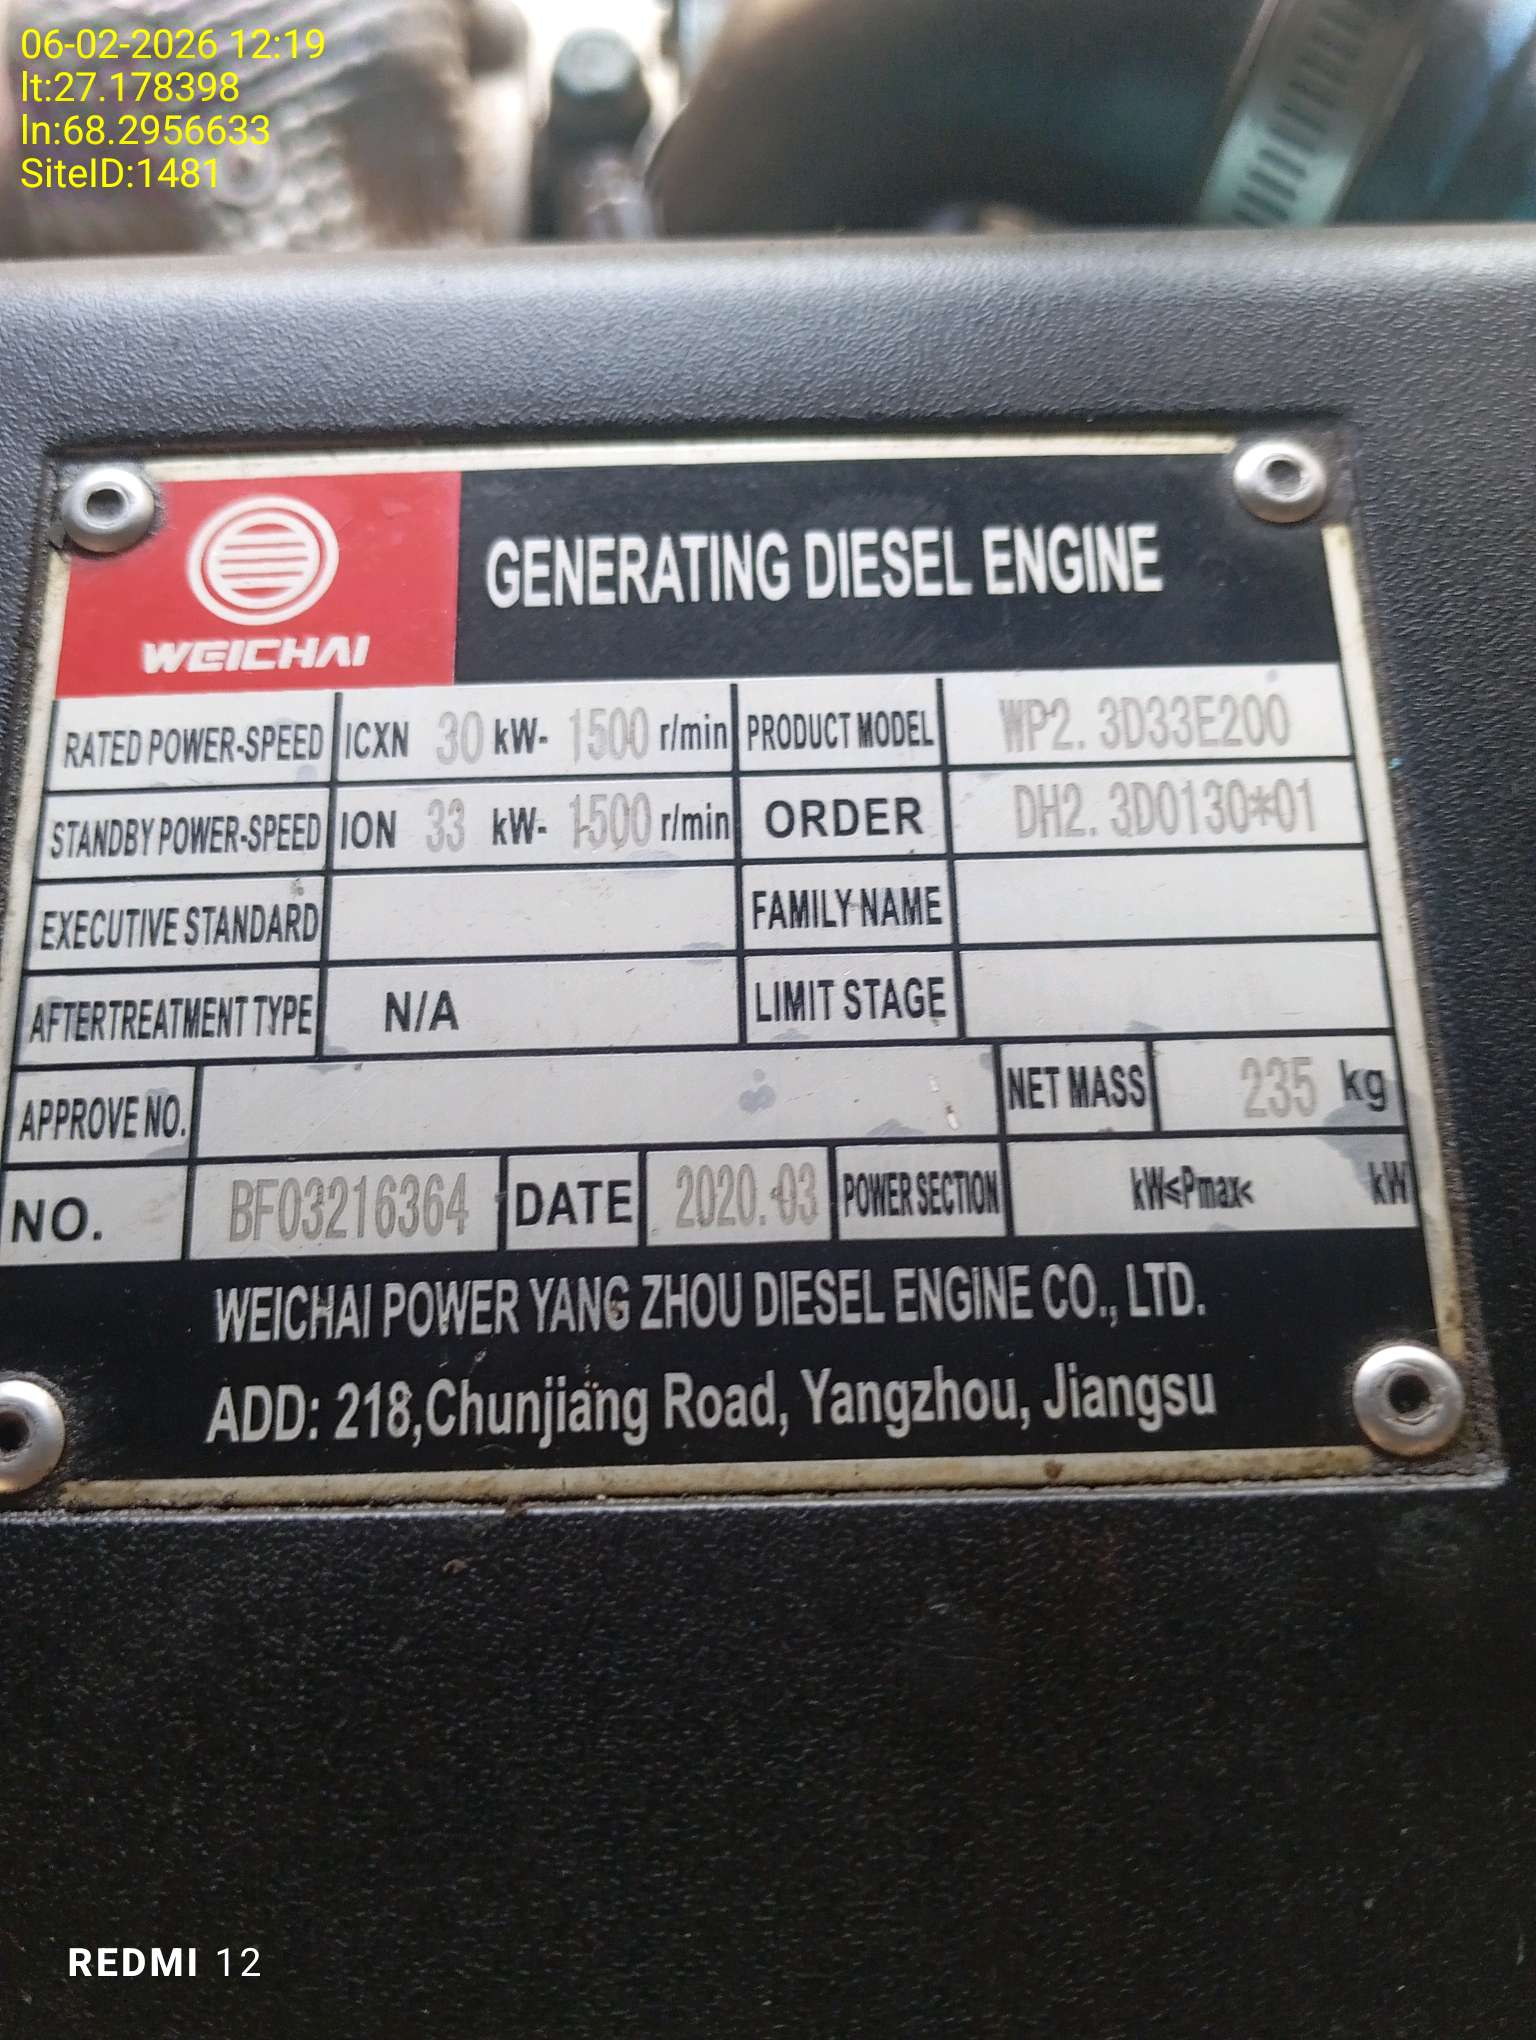 06-02-2026 12:19
lt:27.178398
ln:68.2956633
SiteID:1481
WEICHAI
GENERATING DIESEL ENGINE
RATED POWER-SPEED ICXN 30 kW- 1500 r/min PRODUCT MODEL WP2.3D33E200
STANDBY POWER-SPEED ION 33 kW- 1500 r/min ORDER DH2.3D0130*01
EXECUTIVE STANDARD FAMILY NAME
AFTERTREATMENT TYPE N/A LIMIT STAGE
APPROVE NO. NET MASS 235 kg
NO. BF03216364 DATE 2020.03 POWER SECTION kW≤Pmax< kW
WEICHAI POWER YANG ZHOU DIESEL ENGINE CO., LTD.
ADD: 218,Chunjiang Road, Yangzhou, Jiangsu
REDMI 12